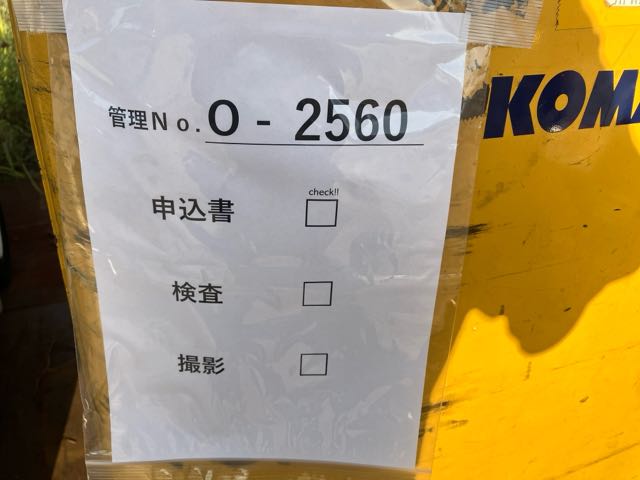 管理No. O - 2560
check!!
申込書 □
検査 □
撮影 □
KOMA